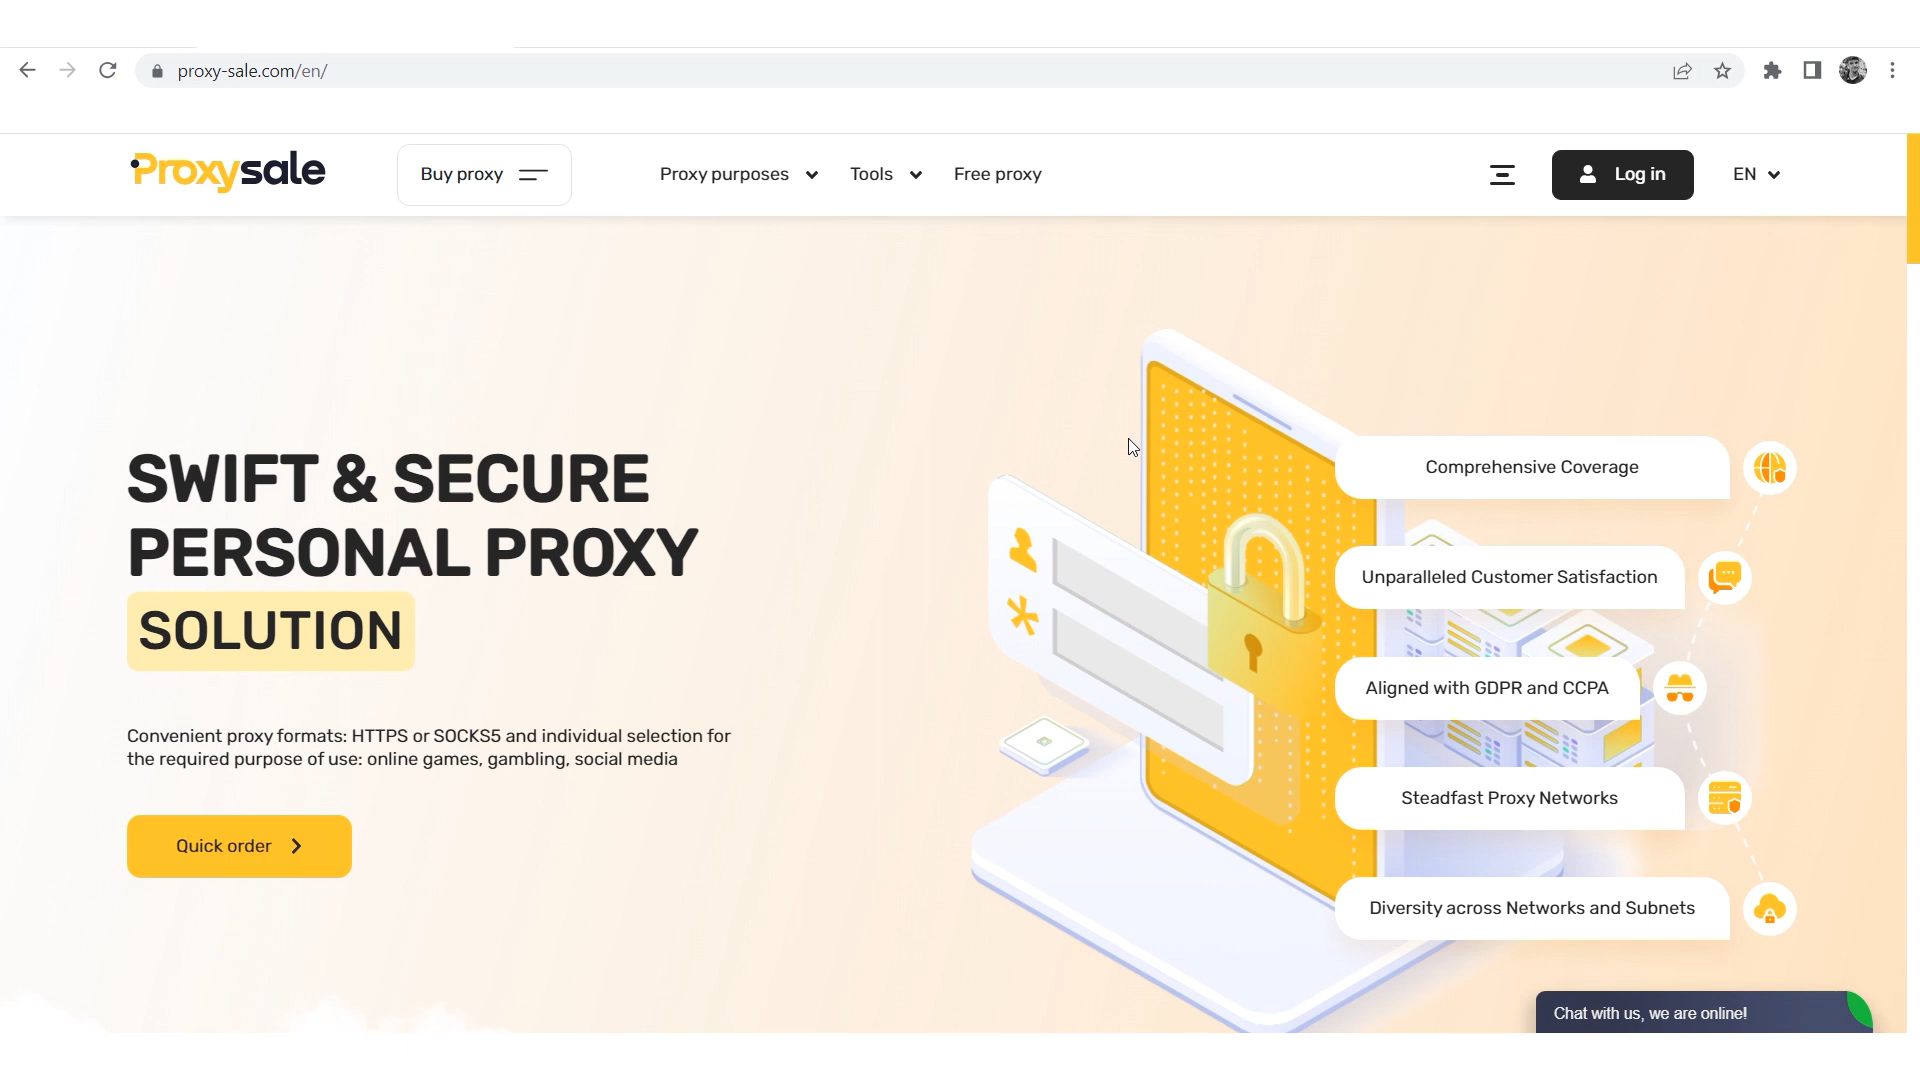 proxy-sale.com/en/
Proxysale
Buy proxy
Proxy purposes
Tools
Free proxy
Log in
EN
SWIFT & SECURE
PERSONAL PROXY
SOLUTION
Convenient proxy formats: HTTPS or SOCKS5 and individual selection for
the required purpose of use: online games, gambling, social media
Quick order
Comprehensive Coverage
Unparalleled Customer Satisfaction
Aligned with GDPR and CCPA
Steadfast Proxy Networks
Diversity across Networks and Subnets
Chat with us, we are online!